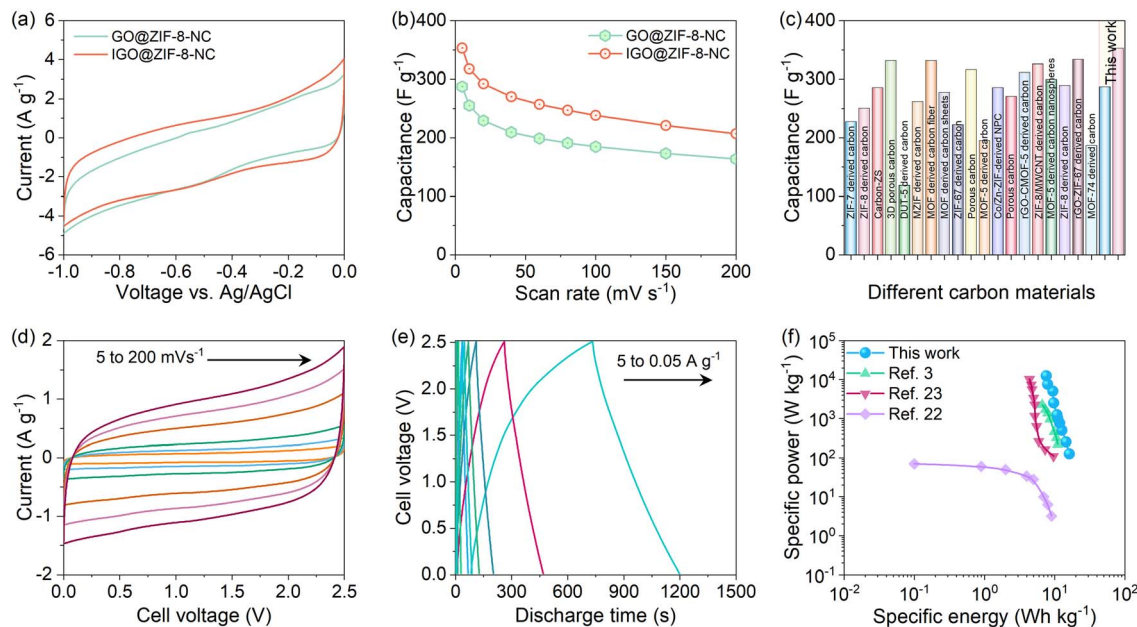 (a)
GO@ZIF-8-NC
IGO@ZIF-8-NC
Current (A g⁻¹)
6
4
2
0
-2
-4
-6
-1.0
-0.8
-0.6
-0.4
-0.2
0.0
Voltage vs. Ag/AgCl
(b)
GO@ZIF-8-NC
IGO@ZIF-8-NC
Capacitance (F g⁻¹)
400
300
200
100
0
0
40
80
120
160
200
Scan rate (mV s⁻¹)
(c)
Capacitance (F g⁻¹)
400
300
200
100
0
ZIF-7 derived carbon
ZIF-8 derived carbon
Carbon-ZS
3D porous carbon
DUT-5 derived carbon
MZIF derived carbon
MOF derived carbon fiber
MOF derived carbon sheets
ZIF-67 derived carbon
Porous carbon
MOF-5 derived carbon
Co/Zn-ZIF-derived NPC
Porous carbon
rGO-CMOF-5 derived carbon
ZIF-8/MWCNT derived carbon
MOF-5 derived carbon nanospheres
ZIF-8 derived carbon
rGO-ZIF-67 derived carbon
MOF-74 derived carbon
This work
Different carbon materials
(d)
5 to 200 mVs⁻¹
Current (A g⁻¹)
2
1
0
-1
-2
0.0
0.5
1.0
1.5
2.0
2.5
Cell voltage (V)
(e)
5 to 0.05 A g⁻¹
Cell voltage (V)
2.5
2.0
1.5
1.0
0.5
0.0
0
300
600
900
1200
1500
Discharge time (s)
(f)
This work
Ref. 3
Ref. 23
Ref. 22
Specific power (W kg⁻¹)
10⁵
10⁴
10³
10²
10¹
10⁰
10⁻¹
10⁻²
10⁻¹
10⁰
10¹
10²
Specific energy (Wh kg⁻¹)